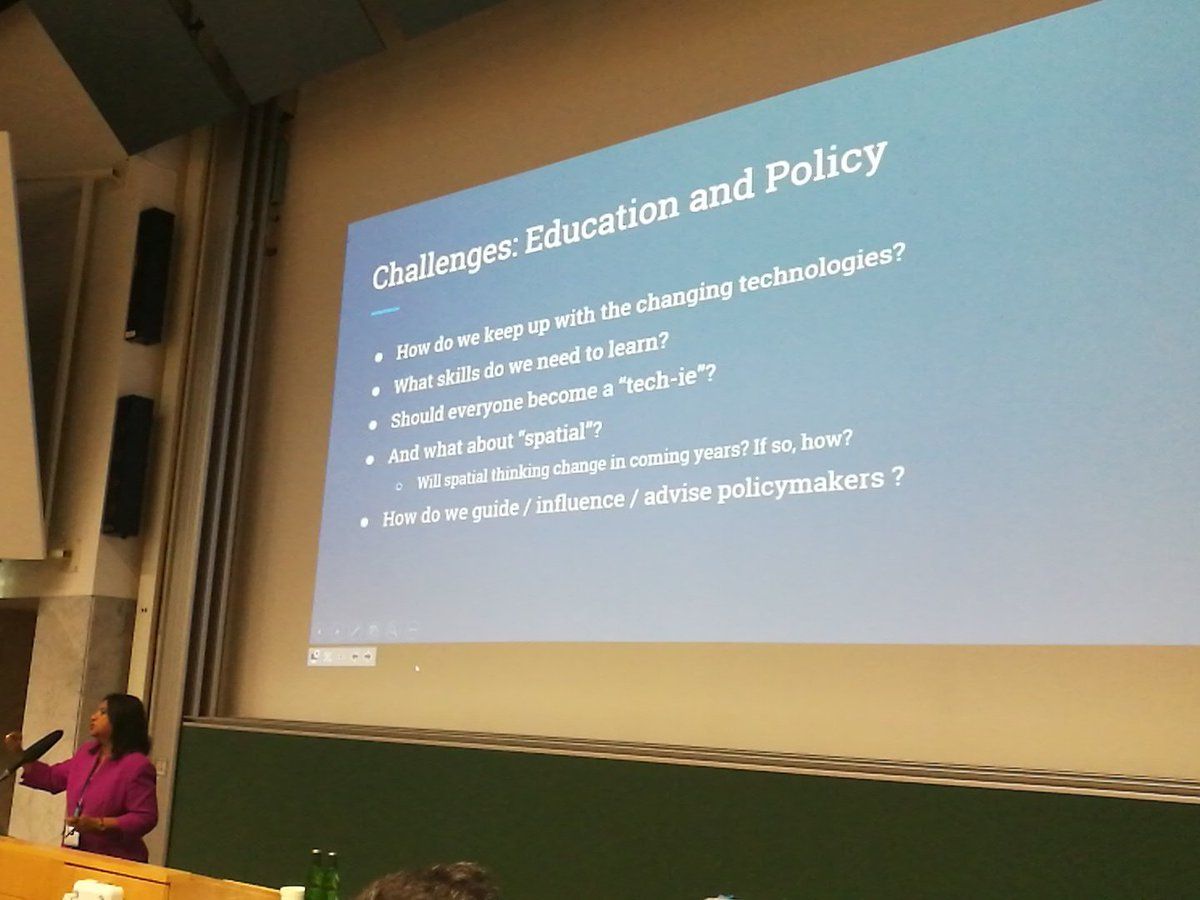 Challenges: Education and Policy
● How do we keep up with the changing technologies?
● What skills do we need to learn?
● Should everyone become a “tech-ie”?
● And what about “spatial”?
○ Will spatial thinking change in coming years? If so, how?
● How do we guide / influence / advise policymakers ?